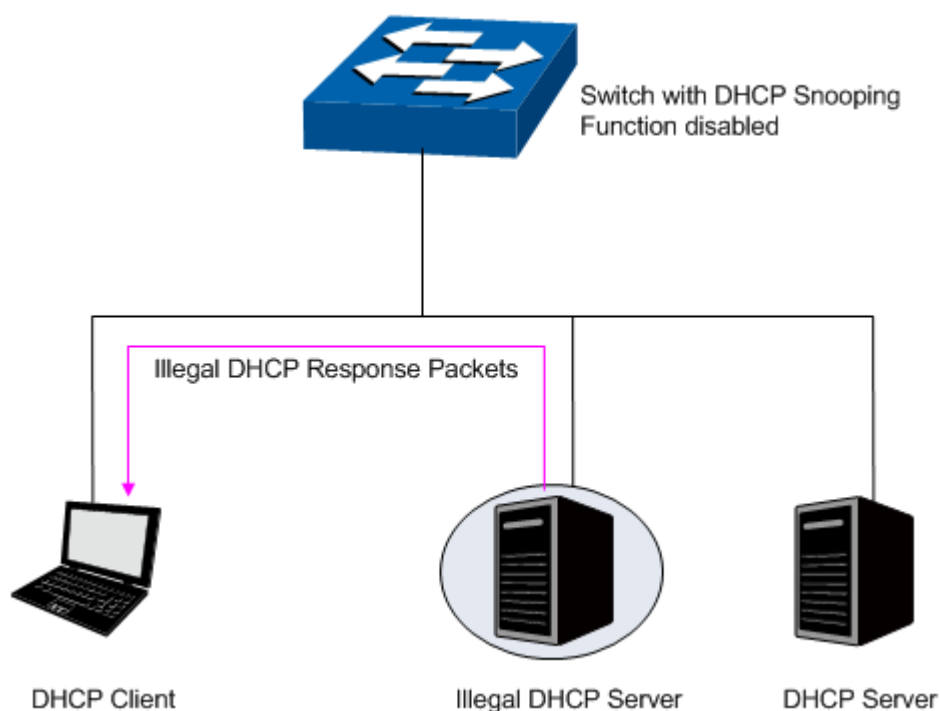 Switch with DHCP Snooping
Function disabled
Illegal DHCP Response Packets
DHCP Client
Illegal DHCP Server
DHCP Server